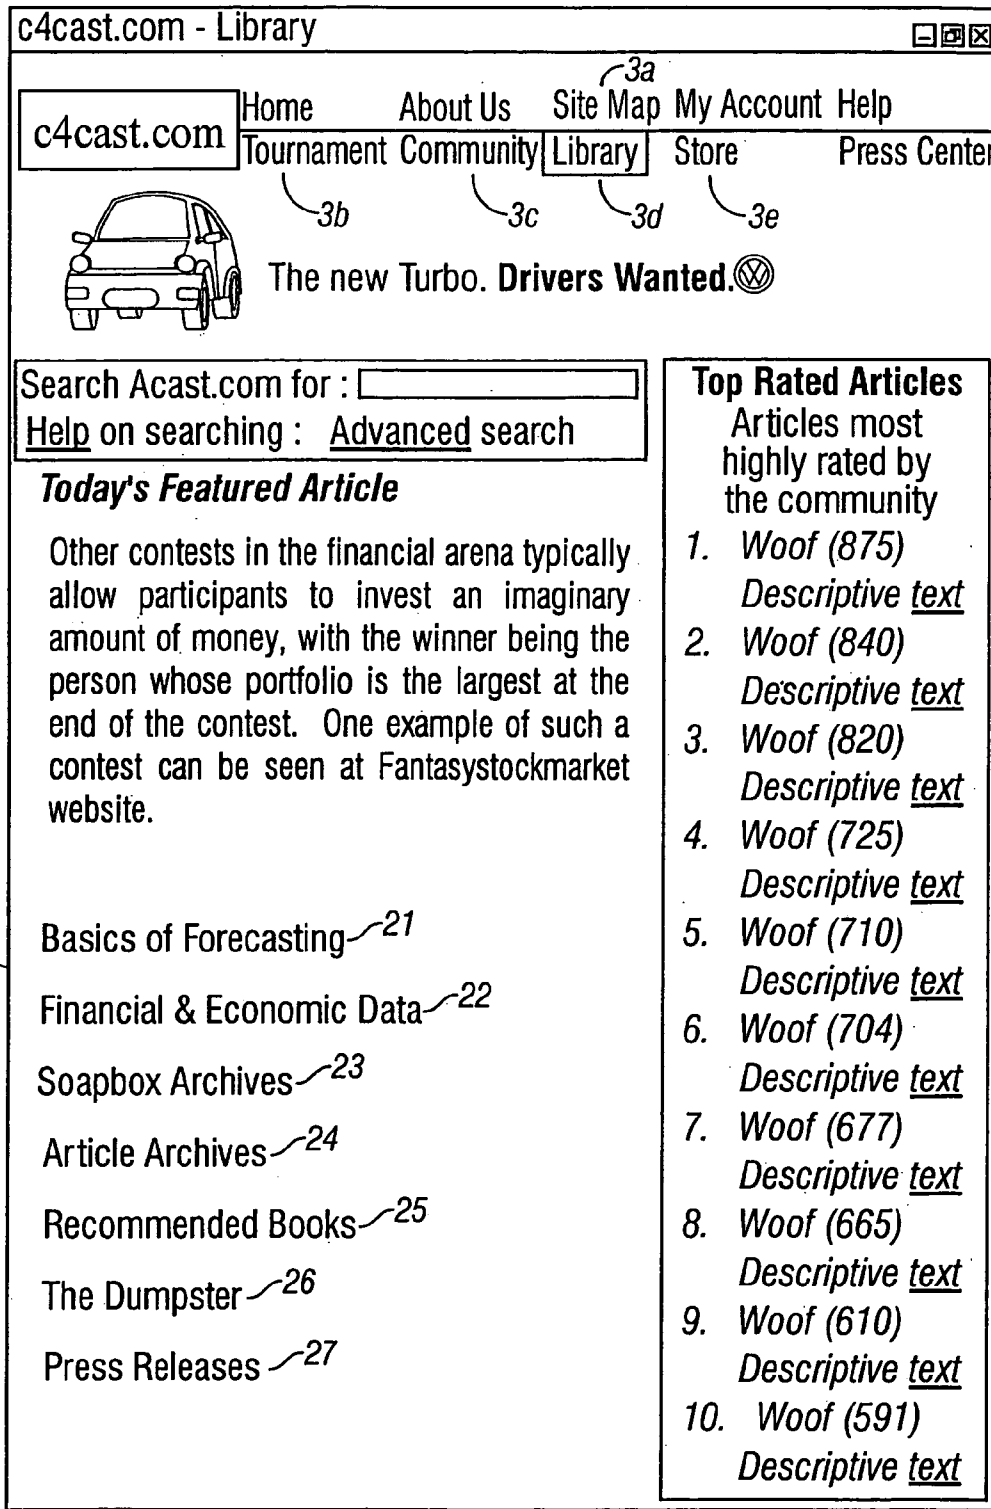 c4cast.com - Library
3a
Home About Us Site Map My Account Help
c4cast.com
Tournament Community Library Store Press Center
3b 3c 3d 3e
The new Turbo. Drivers Wanted.
Search Acast.com for :
Help on searching : Advanced search
Today's Featured Article
Other contests in the financial arena typically
allow participants to invest an imaginary
amount of money, with the winner being the
person whose portfolio is the largest at the
end of the contest. One example of such a
contest can be seen at Fantasystockmarket
website.
Basics of Forecasting 21
Financial & Economic Data 22
Soapbox Archives 23
Article Archives 24
Recommended Books 25
The Dumpster 26
Press Releases 27
Top Rated Articles
Articles most
highly rated by
the community
1. Woof (875)
Descriptive text
2. Woof (840)
Descriptive text
3. Woof (820)
Descriptive text
4. Woof (725)
Descriptive text
5. Woof (710)
Descriptive text
6. Woof (704)
Descriptive text
7. Woof (677)
Descriptive text
8. Woof (665)
Descriptive text
9. Woof (610)
Descriptive text
10. Woof (591)
Descriptive text